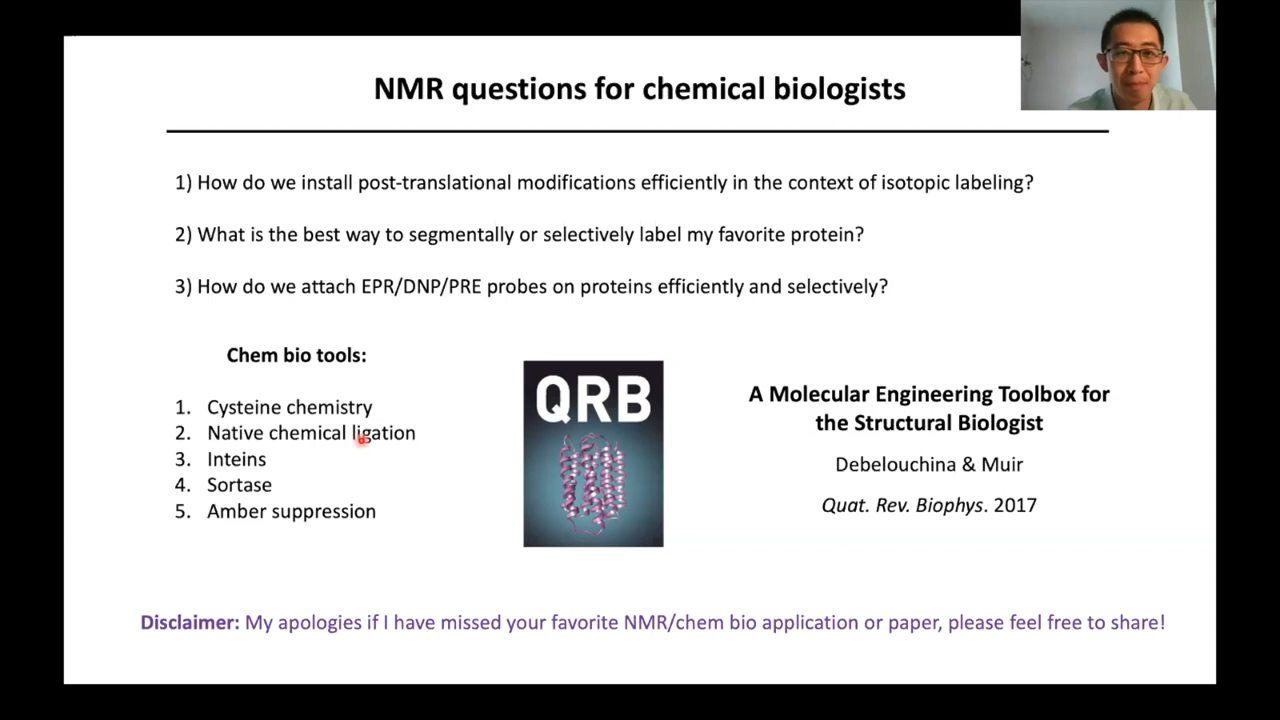 NMR questions for chemical biologists
1) How do we install post-translational modifications efficiently in the context of isotopic labeling?
2) What is the best way to segmentally or selectively label my favorite protein?
3) How do we attach EPR/DNP/PRE probes on proteins efficiently and selectively?
Chem bio tools:
1. Cysteine chemistry
2. Native chemical ligation
3. Inteins
4. Sortase
5. Amber suppression
QRB
A Molecular Engineering Toolbox for
the Structural Biologist
Debelouchina & Muir
Quat. Rev. Biophys. 2017
Disclaimer: My apologies if I have missed your favorite NMR/chem bio application or paper, please feel free to share!